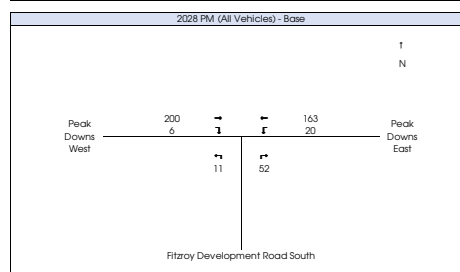 2028 PM (All Vehicles) - Base
↑
N
200 → ← 163
Peak Peak
6 20
Downs Downs
West East
11 52
Fitzroy Development Road South